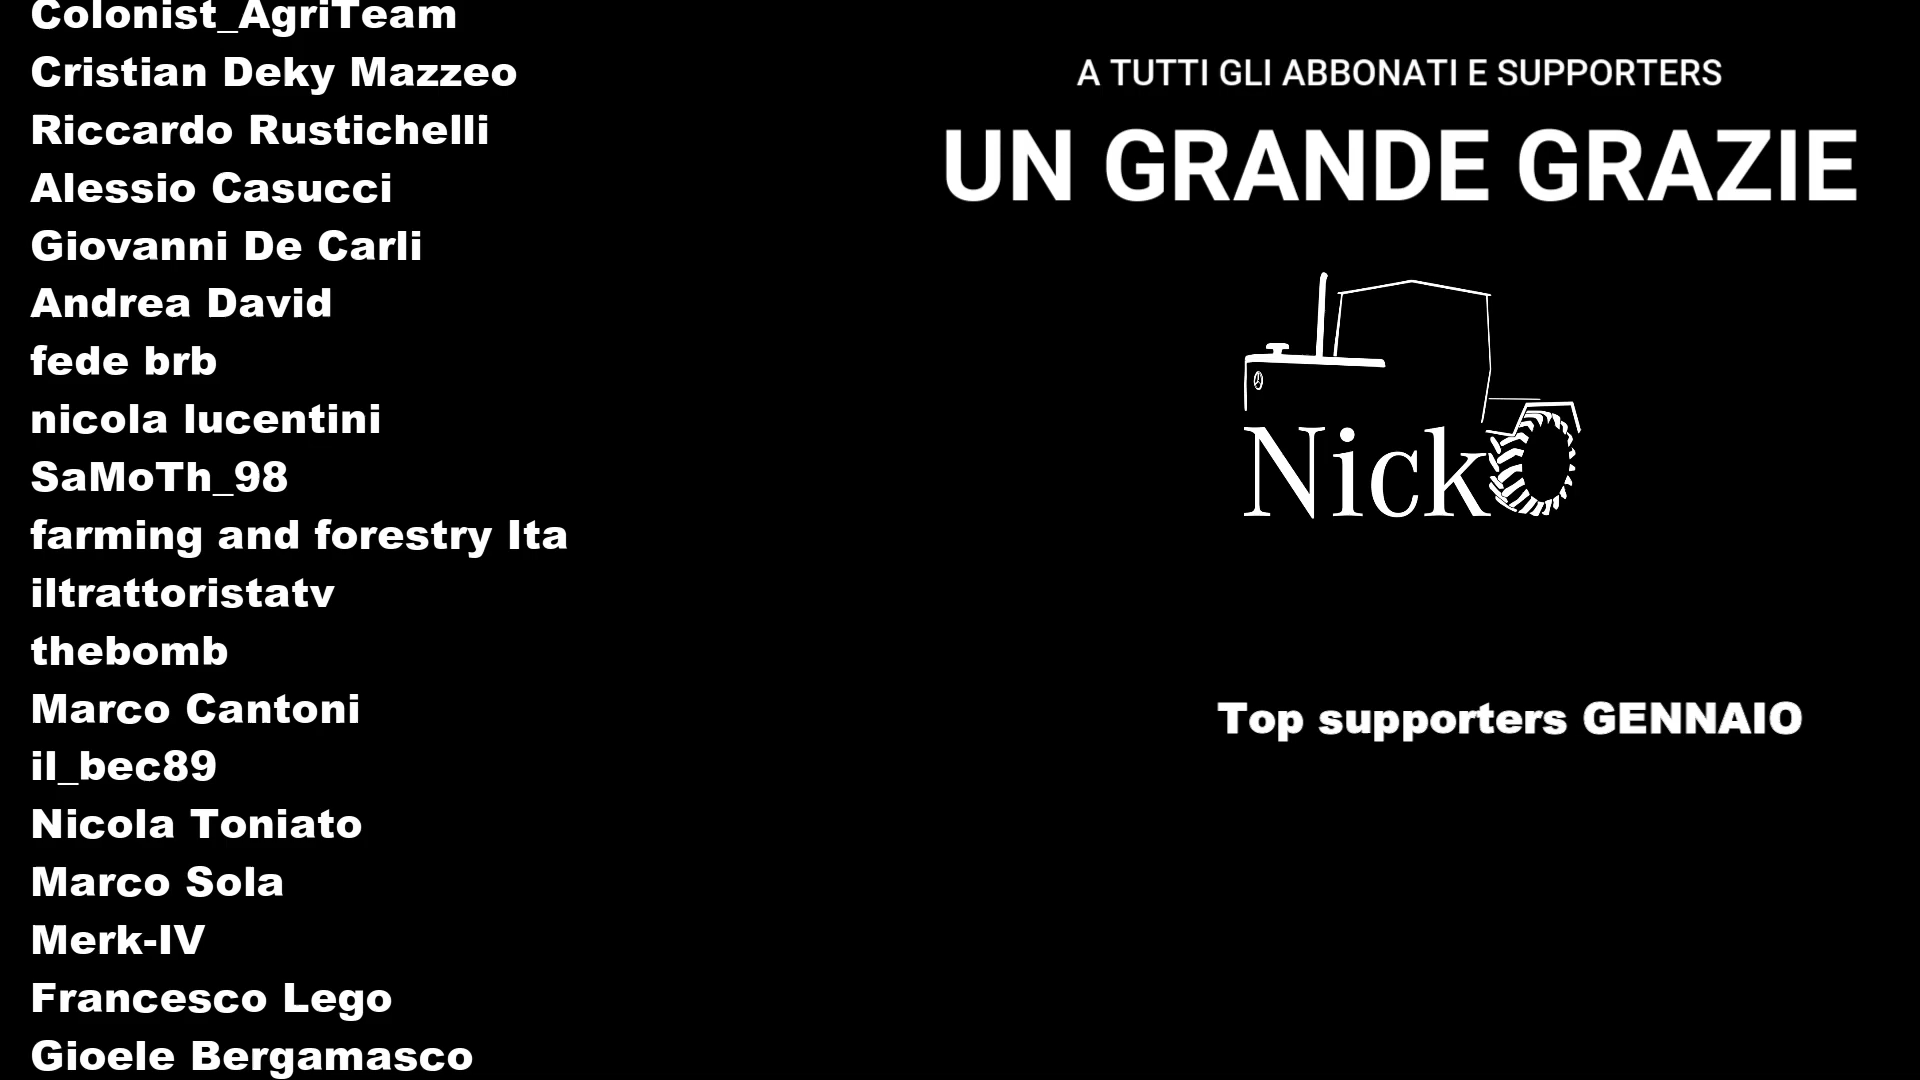 Colonist_AgriTeam
Cristian Deky Mazzeo
Riccardo Rustichelli
Alessio Casucci
Giovanni De Carli
Andrea David
fede brb
nicola lucentini
SaMoTh_98
farming and forestry Ita
iltrattoristatv
thebomb
Marco Cantoni
il_bec89
Nicola Toniato
Marco Sola
Merk-IV
Francesco Lego
Gioele Bergamasco
A TUTTI GLI ABBONATI E SUPPORTERS
UN GRANDE GRAZIE
Nick
Top supporters GENNAIO